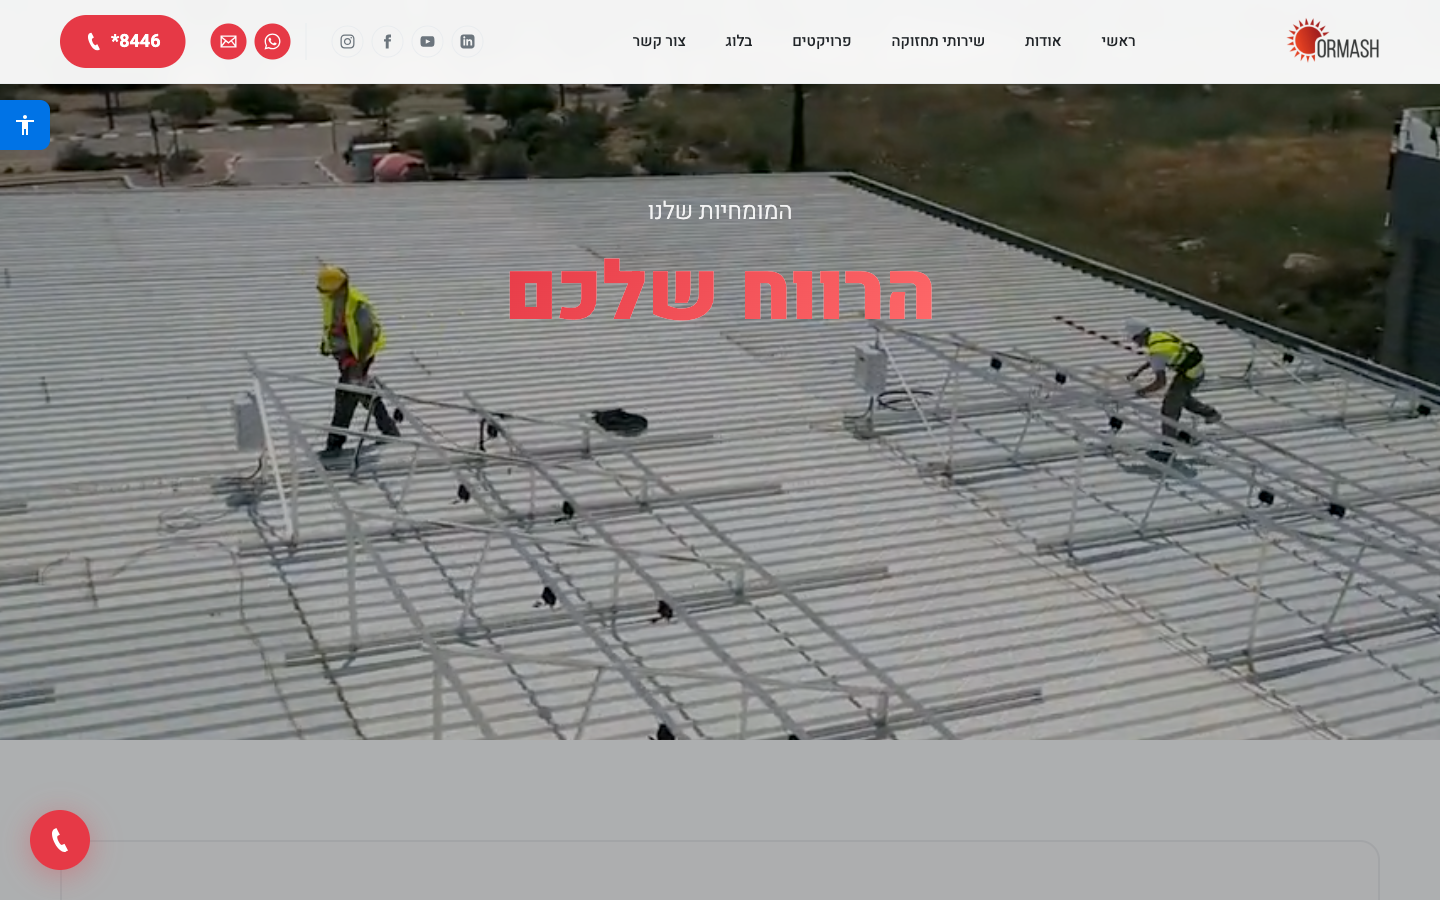 ORMASH
ראשי
אודות
שירותי תחזוקה
פרויקטים
בלוג
צור קשר
*8446
המומחיות שלנו
הרווח שלכם